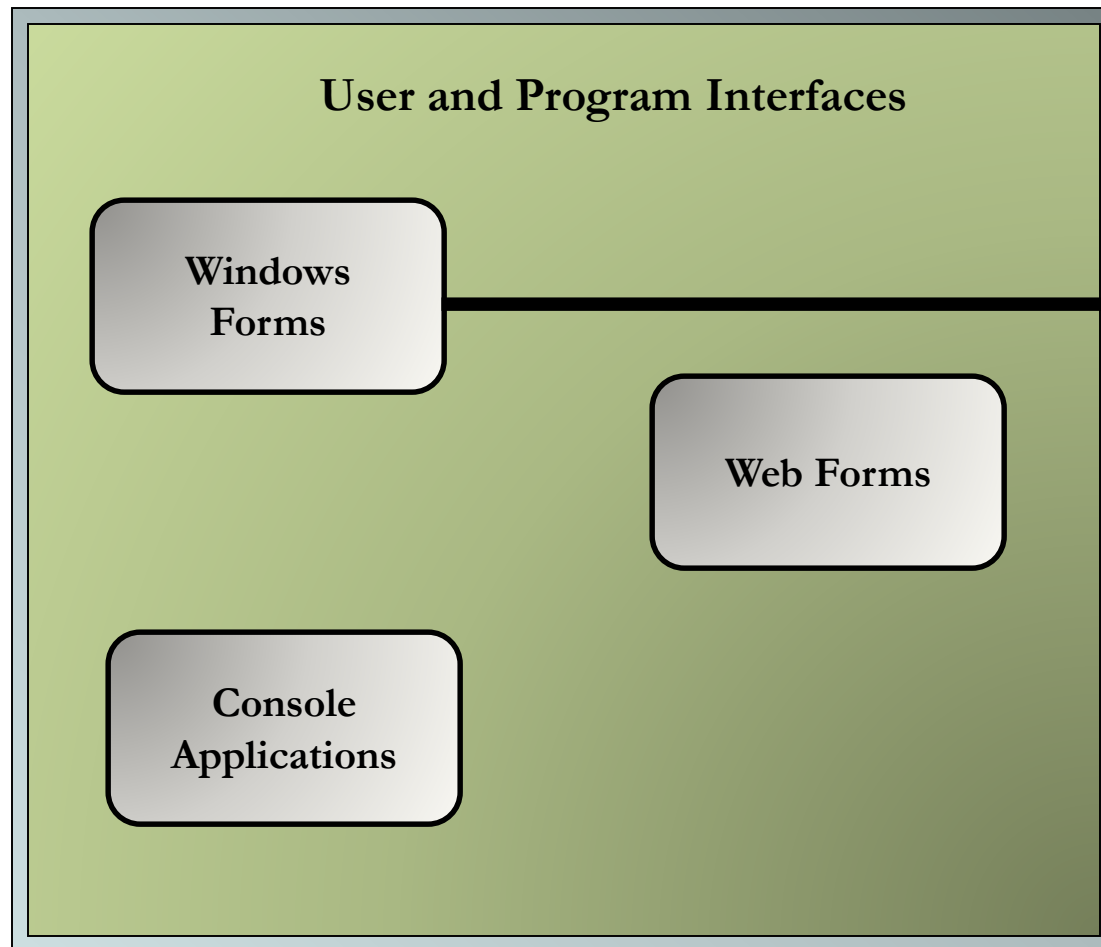 User and Program Interfaces
Windows
Forms
Web Forms
Console
Applications